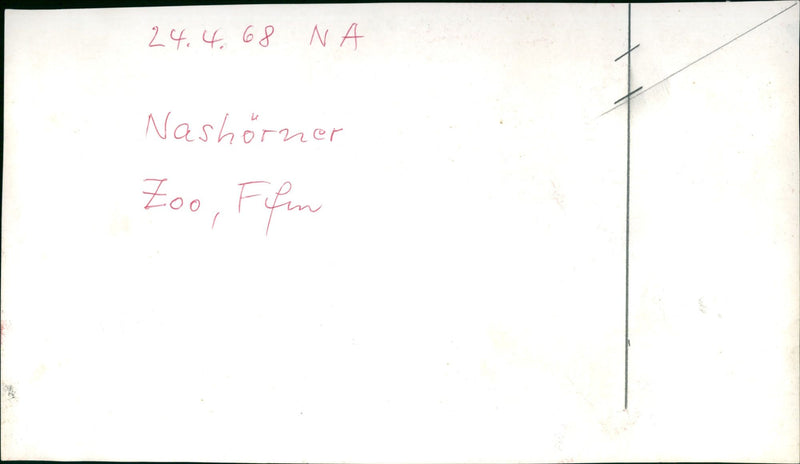 24.4.68 NA
Nashörner
Zoo, Ffm